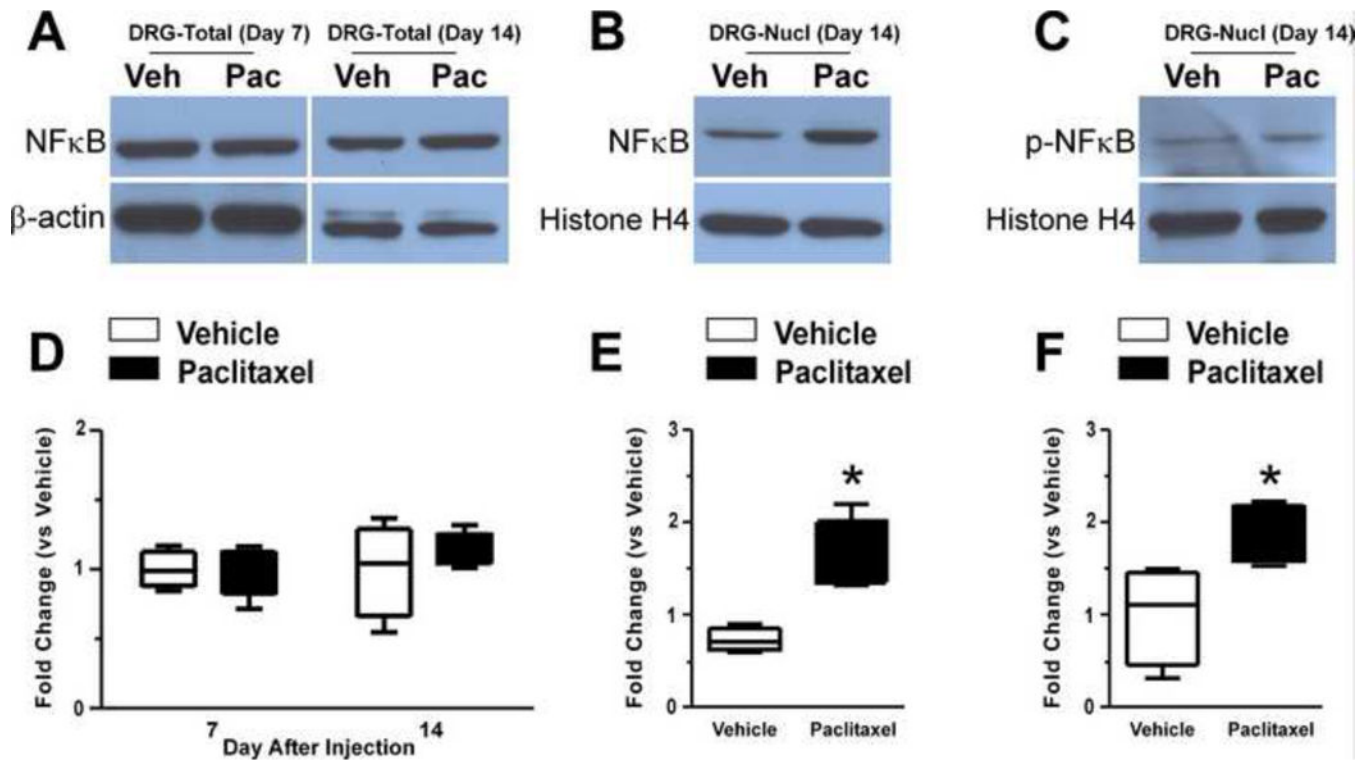 A
DRG-Total (Day 7)
DRG-Total (Day 14)
Veh Pac
Veh Pac
NFκB
β-actin
B
DRG-Nucl (Day 14)
Veh Pac
NFκB
Histone H4
C
DRG-Nucl (Day 14)
Veh Pac
p-NFκB
Histone H4
D
Vehicle
Paclitaxel
Fold Change (vs Vehicle)
2
1
0
7
14
Day After Injection
E
Vehicle
Paclitaxel
Fold Change (vs Vehicle)
3
2
1
0
*
Vehicle
Paclitaxel
F
Vehicle
Paclitaxel
Fold Change (vs Vehicle)
3
2
1
0
*
Vehicle
Paclitaxel